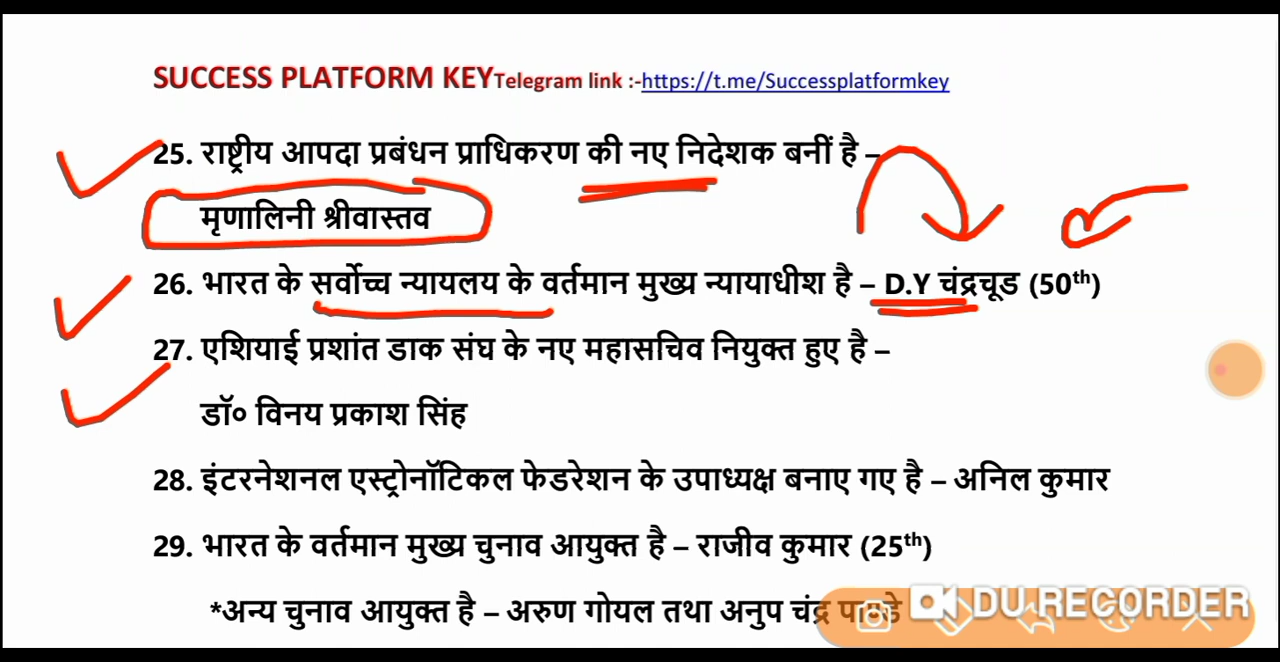 SUCCESS PLATFORM KEYTelegram link :-https://t.me/Successplatformkey
25. राष्ट्रीय आपदा प्रबंधन प्राधिकरण की नए निदेशक बनीं है –
मृणालिनी श्रीवास्तव
26. भारत के सर्वोच्च न्यायलय के वर्तमान मुख्य न्यायाधीश है – D.Y चंद्रचूड (50th)
27. एशियाई प्रशांत डाक संघ के नए महासचिव नियुक्त हुए है –
डॉ० विनय प्रकाश सिंह
28. इंटरनेशनल एस्ट्रोनॉटिकल फेडरेशन के उपाध्यक्ष बनाए गए है – अनिल कुमार
29. भारत के वर्तमान मुख्य चुनाव आयुक्त है – राजीव कुमार (25th)
*अन्य चुनाव आयुक्त है – अरुण गोयल तथा अनुप चंद्र पाण्डे
DU RECORDER